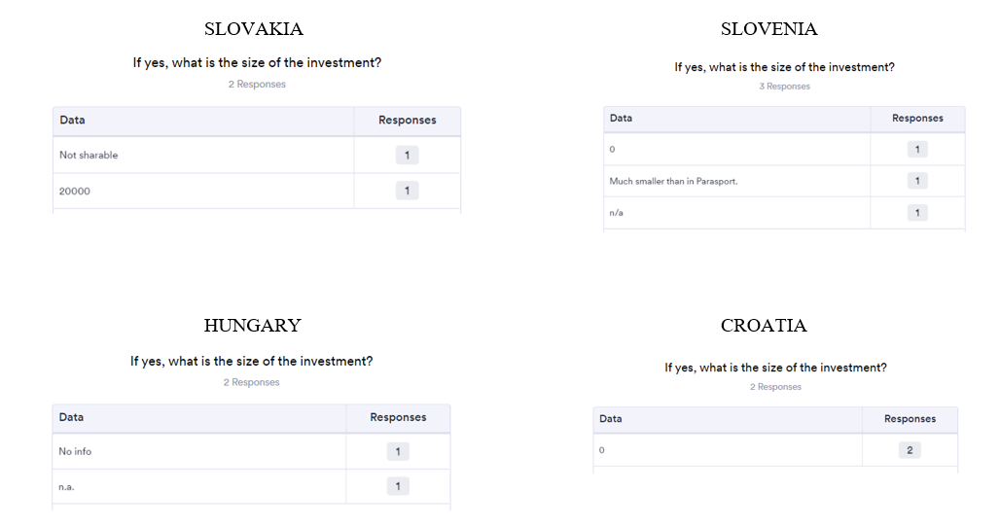 SLOVAKIA
If yes, what is the size of the investment?
2 Responses
Data Responses
Not sharable 1
20000 1
SLOVENIA
If yes, what is the size of the investment?
3 Responses
Data Responses
0 1
Much smaller than in Parasport. 1
n/a 1
HUNGARY
If yes, what is the size of the investment?
2 Responses
Data Responses
No info 1
n.a. 1
CROATIA
If yes, what is the size of the investment?
2 Responses
Data Responses
0 2